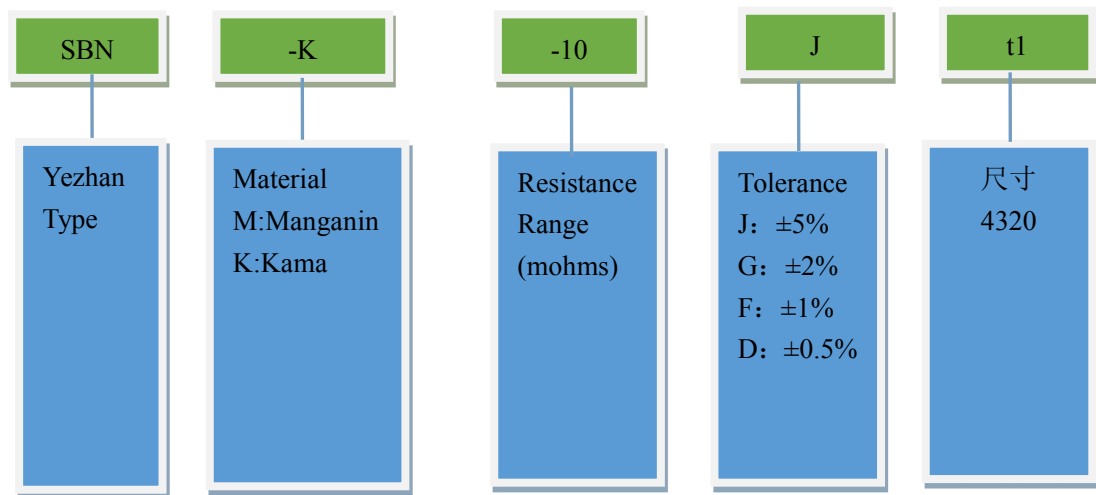 SBN
-K
-10
J
t1
Yezhan
Type
Material
M:Manganin
K:Kama
Resistance
Range
(mohms)
Tolerance
J：±5%
G：±2%
F：±1%
D：±0.5%
尺寸
4320